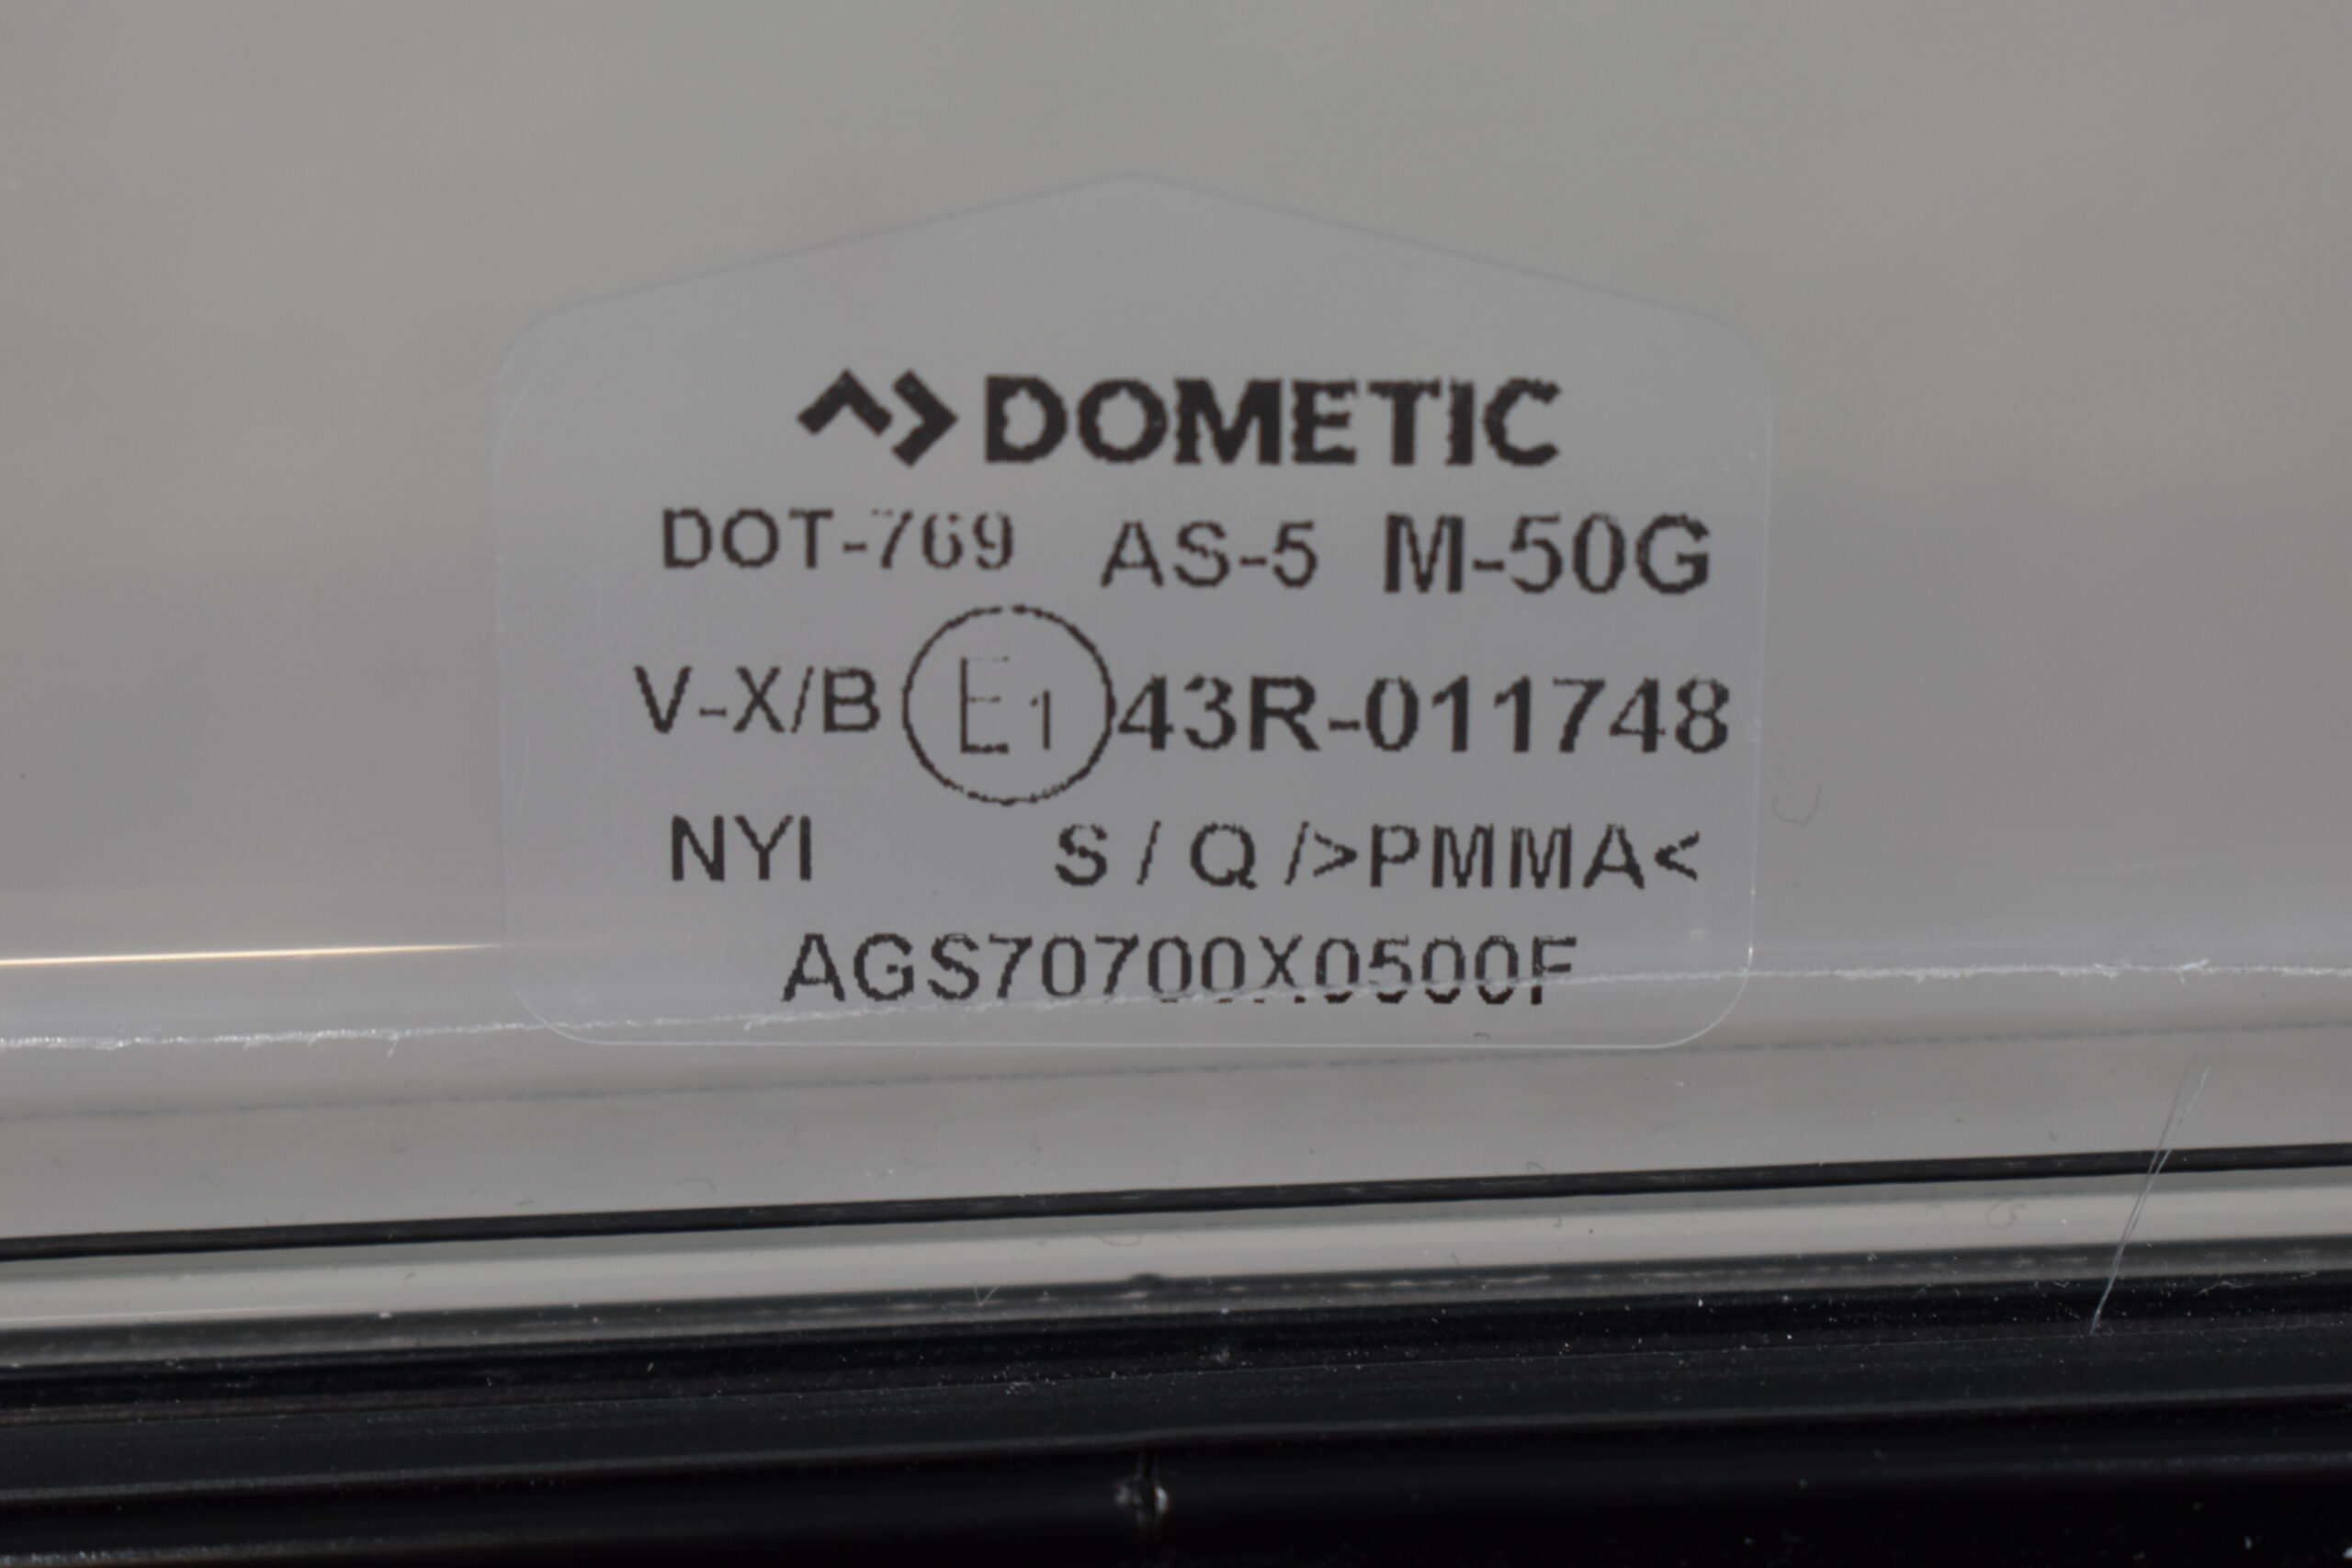 DOMETIC
DOT-769 AS-5 M-50G
V-X/B E1 43R-011748
NYI S / Q />PMMA<
AGS70700X0500F